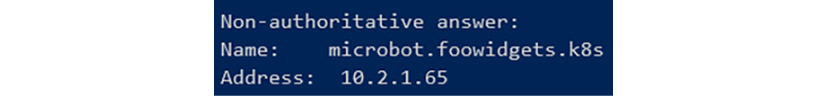 Non-authoritative answer:
Name:    microbot.foowidgets.k8s
Address:  10.2.1.65